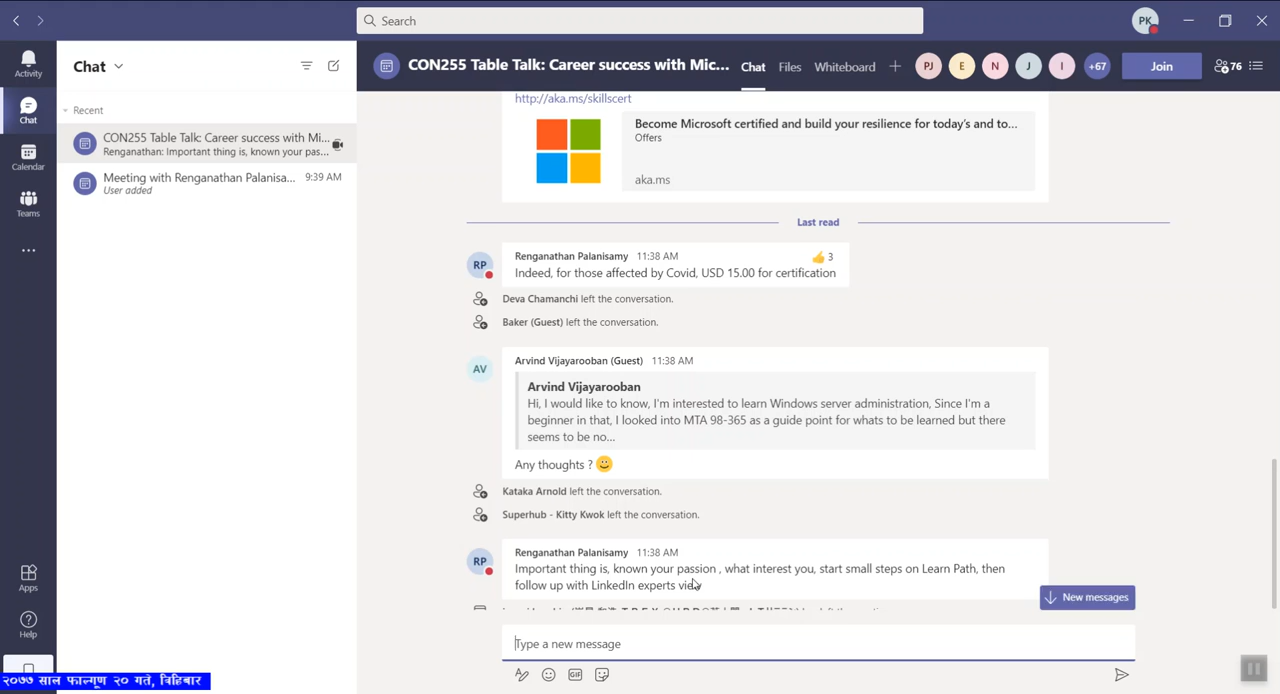 Search
PK
Activity
Chat
Calendar
Teams
Apps
Help
Chat
Recent
CON255 Table Talk: Career success with Mi...
Renganathan: Important thing is, known your pas...
Meeting with Renganathan Palanisa...
9:39 AM
User added
CON255 Table Talk: Career success with Mic...
Chat
Files
Whiteboard
PJ
E
N
J
I
+67
Join
76
http://aka.ms/skillscert
Become Microsoft certified and build your resilience for today's and to...
Offers
aka.ms
Last read
RP
Renganathan Palanisamy 11:38 AM
3
Indeed, for those affected by Covid, USD 15.00 for certification
Deva Chamanchi left the conversation.
Baker (Guest) left the conversation.
AV
Arvind Vijayarooban (Guest) 11:38 AM
Arvind Vijayarooban
Hi, I would like to know, I'm interested to learn Windows server administration, Since I'm a
beginner in that, I looked into MTA 98-365 as a guide point for whats to be learned but there
seems to be no...
Any thoughts ?
Kataka Arnold left the conversation.
Superhub - Kitty Kwok left the conversation.
RP
Renganathan Palanisamy 11:38 AM
Important thing is, known your passion , what interest you, start small steps on Learn Path, then
follow up with LinkedIn experts view
New messages
Type a new message
GIF
२०७७ साल फाल्गूण २० गते, विहिबार